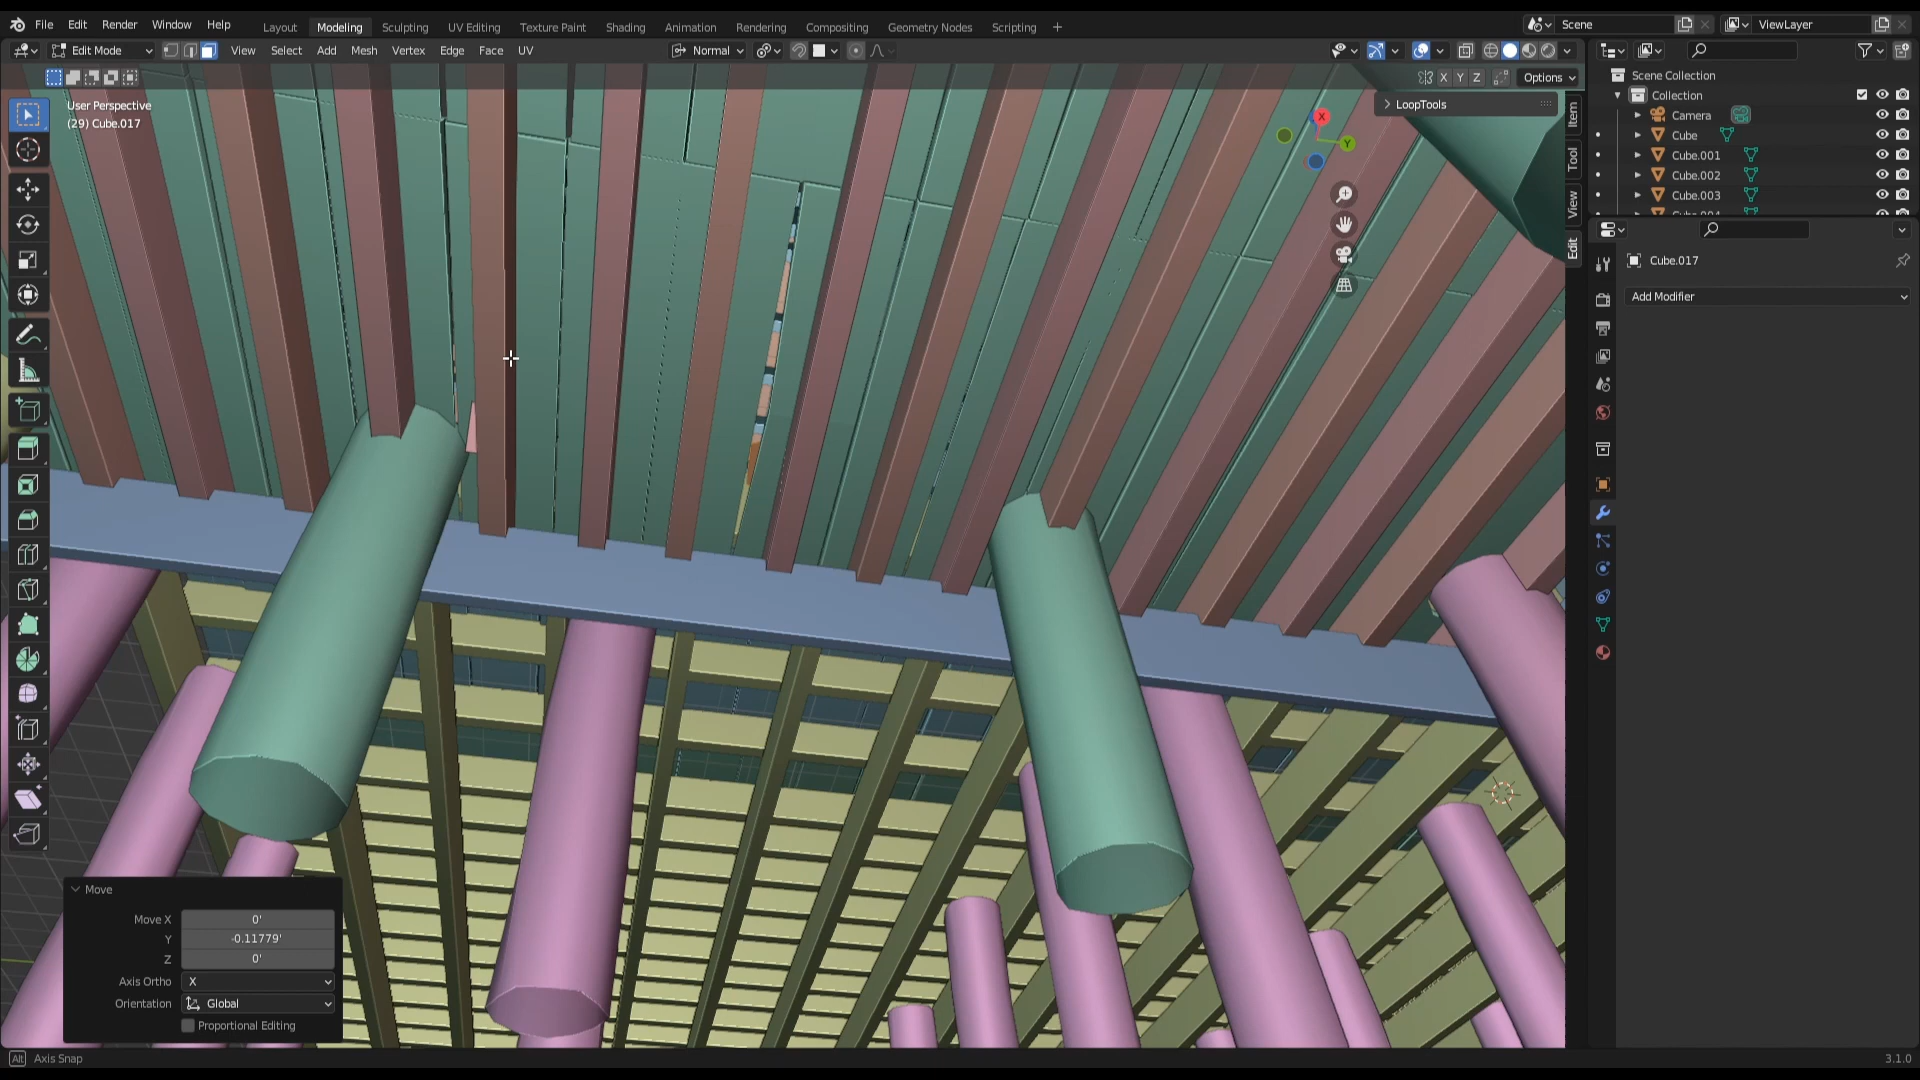 File Edit Render Window Help Layout Modeling Sculpting UV Editing Texture Paint Shading Animation Rendering Compositing Geometry Nodes Scripting + Scene ViewLayer
Edit Mode View Select Add Mesh Vertex Edge Face UV Normal
X Y Z Options
User Perspective
(29) Cube.017
LoopTools
X
Y
Item
Tool
View
Edit
Scene Collection
Collection
Camera
Cube
Cube.001
Cube.002
Cube.003
Cube.004
Cube.017
Add Modifier
Move
Move X 0'
Y -0.11779'
Z 0'
Axis Ortho X
Orientation Global
Proportional Editing
Alt Axis Snap
3.1.0